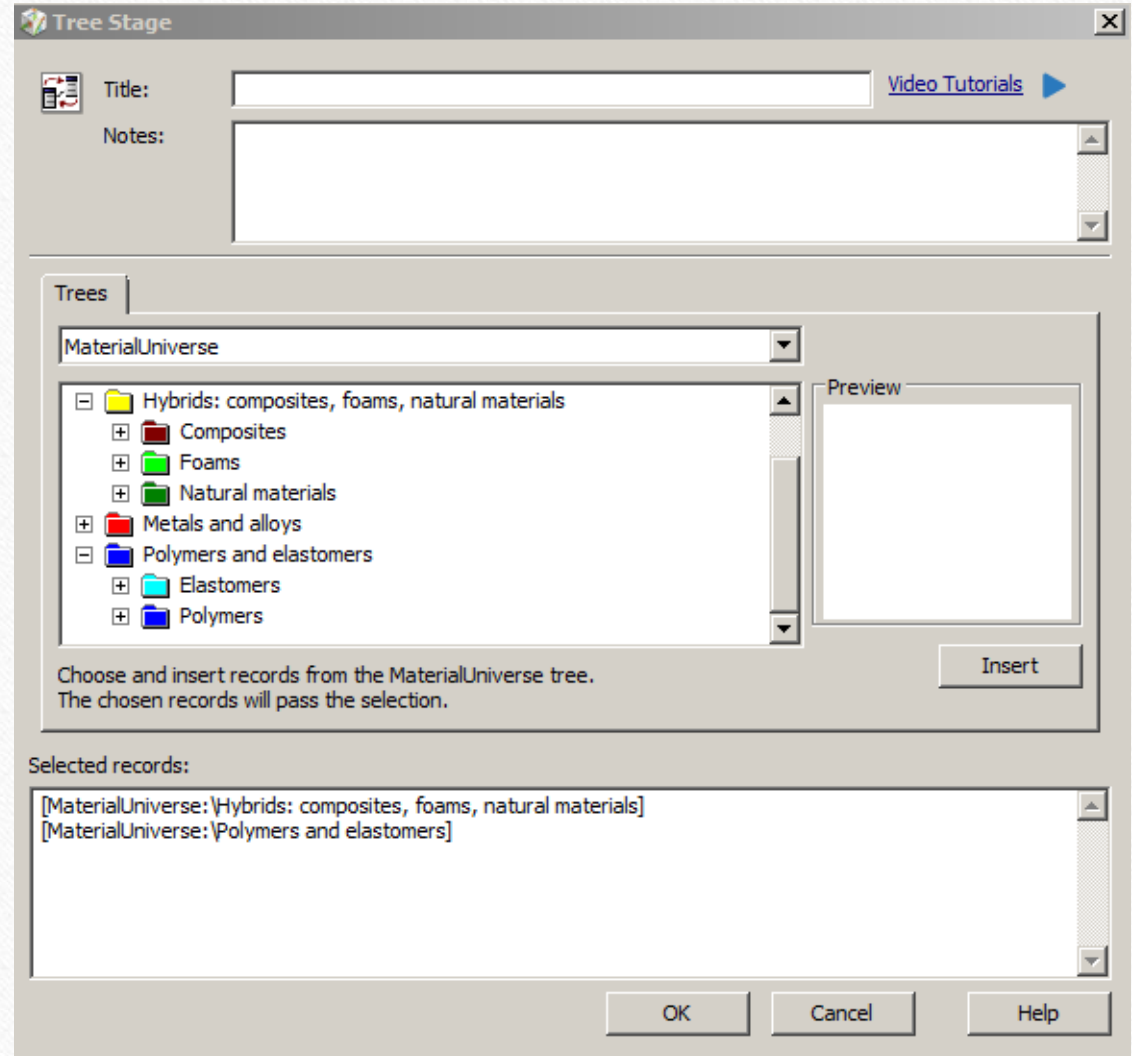 Tree Stage
Title:
Video Tutorials
Notes:
Trees
MaterialUniverse
Hybrids: composites, foams, natural materials
Composites
Foams
Natural materials
Metals and alloys
Polymers and elastomers
Elastomers
Polymers
Preview
Insert
Choose and insert records from the MaterialUniverse tree.
The chosen records will pass the selection.
Selected records:
[MaterialUniverse:\Hybrids: composites, foams, natural materials]
[MaterialUniverse:\Polymers and elastomers]
OK Cancel Help